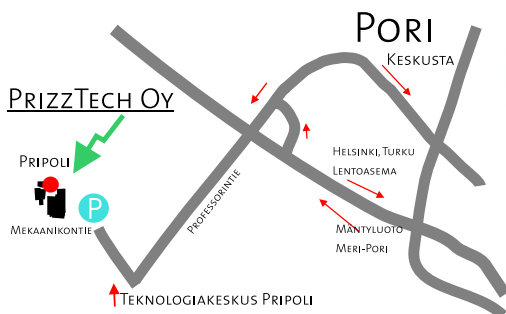 PORI
KESKUSTA
PRIZZTECH OY
PRIPOLI
P
MEKAANIKONTIE
PROFESSORINTIE
HELSINKI, TURKU
LENTOASEMA
MÄNTYLUOTO
MERI-PORI
TEKNOLOGIAKESKUS PRIPOLI